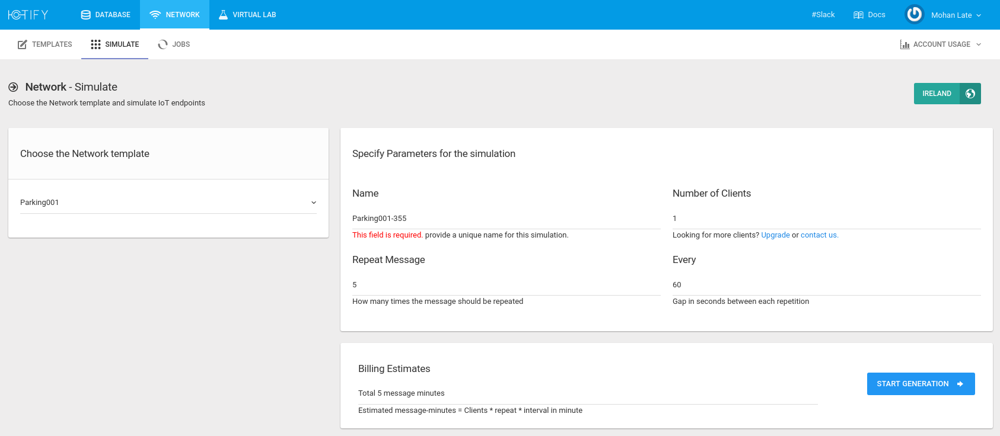 IOTIFY
DATABASE
NETWORK
VIRTUAL LAB
#Slack
Docs
Mohan Late
TEMPLATES
SIMULATE
JOBS
ACCOUNT USAGE
Network - Simulate
Choose the Network template and simulate IoT endpoints
IRELAND
Choose the Network template
Parking001
Specify Parameters for the simulation
Name
Number of Clients
Parking001-355
1
This field is required. provide a unique name for this simulation.
Looking for more clients? Upgrade or contact us.
Repeat Message
Every
5
60
How many times the message should be repeated
Gap in seconds between each repetition
Billing Estimates
Total 5 message minutes
Estimated message-minutes = Clients * repeat * interval in minute
START GENERATION